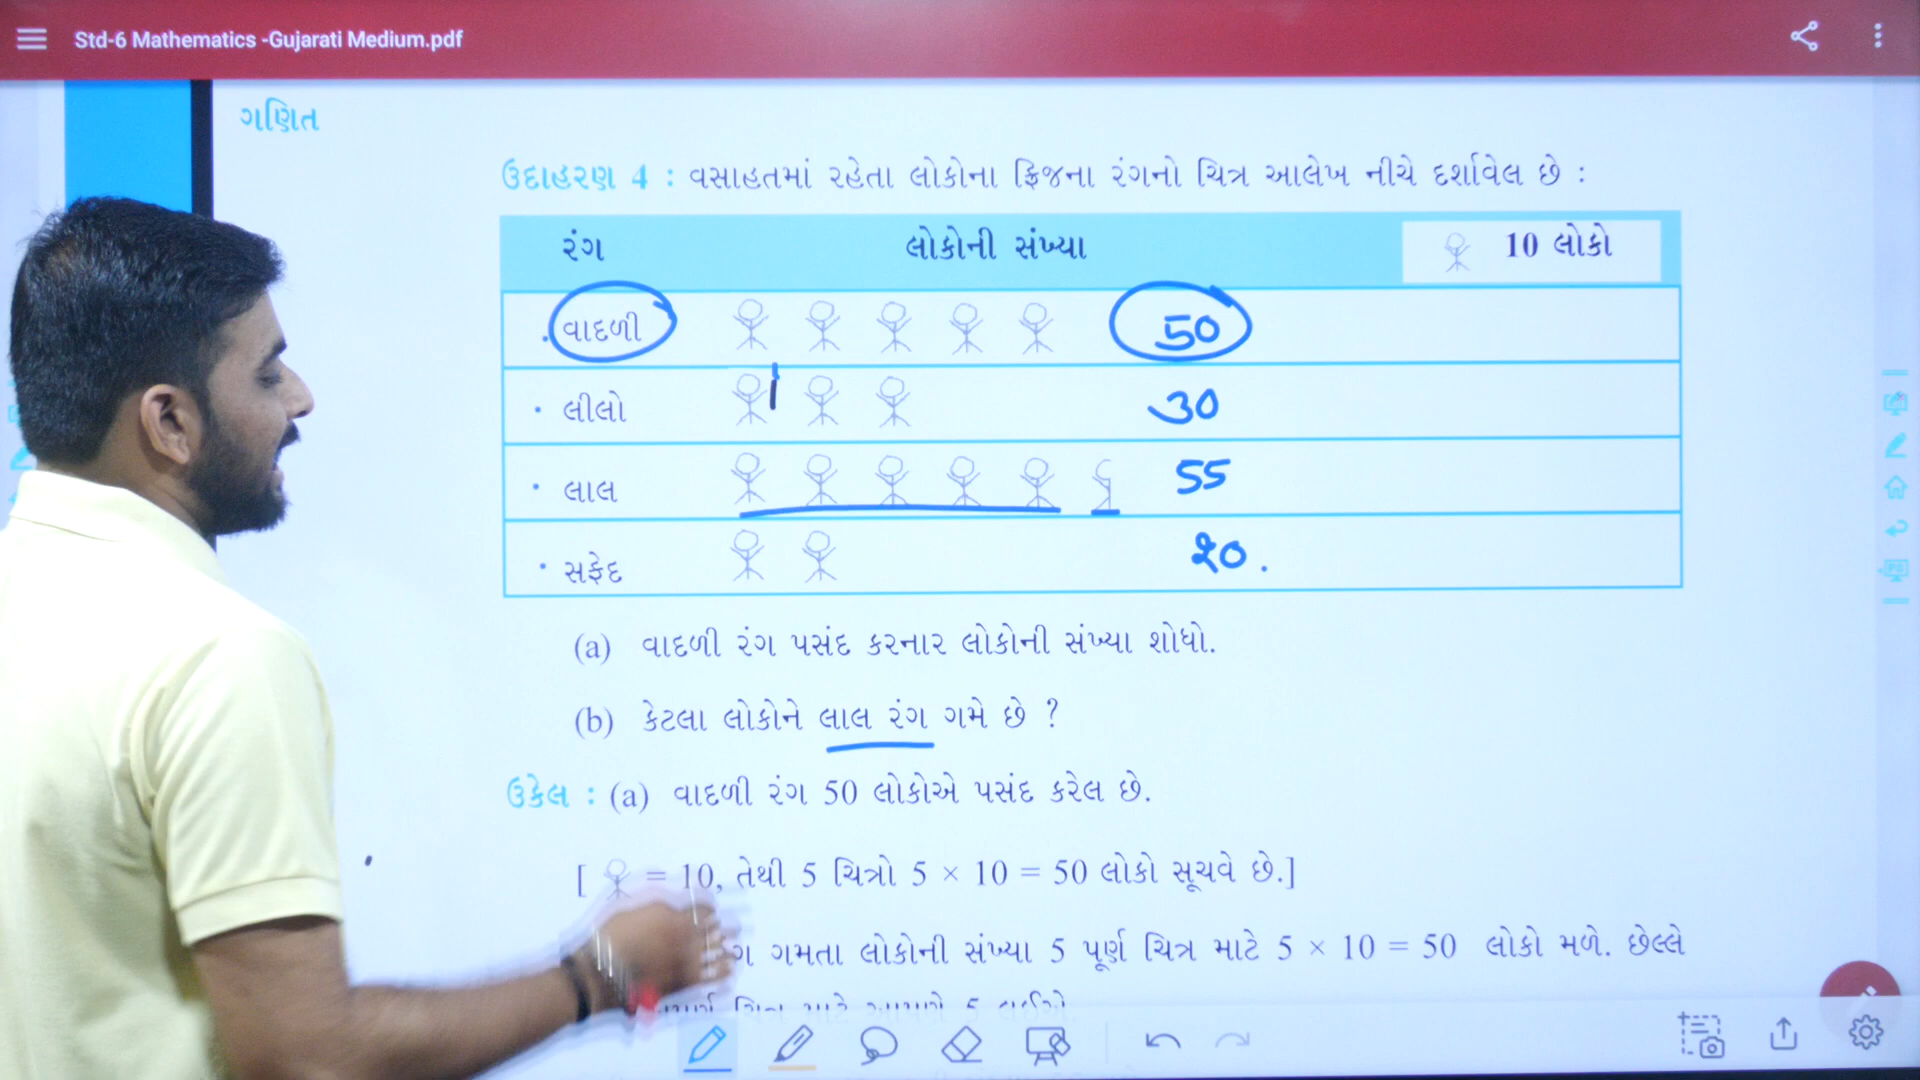 Std-6 Mathematics -Gujarati Medium.pdf
ગણિત
ઉદાહરણ 4 : વસાહતમાં રહેતા લોકોના ફ્રિજના રંગનો ચિત્ર આલેખ નીચે દર્શાવેલ છે :
રંગ લોકોની સંખ્યા 10 લોકો
વાદળી 50
લીલો 30
લાલ 55
સફેદ ૨૦.
(a) વાદળી રંગ પસંદ કરનાર લોકોની સંખ્યા શોધો.
(b) કેટલા લોકોને લાલ રંગ ગમે છે ?
ઉકેલ : (a) વાદળી રંગ 50 લોકોએ પસંદ કરેલ છે.
[ = 10, તેથી 5 ચિત્રો 5 × 10 = 50 લોકો સૂચવે છે.]
ગમતા લોકોની સંખ્યા 5 પૂર્ણ ચિત્ર માટે 5 × 10 = 50 લોકો મળે. છેલ્લે